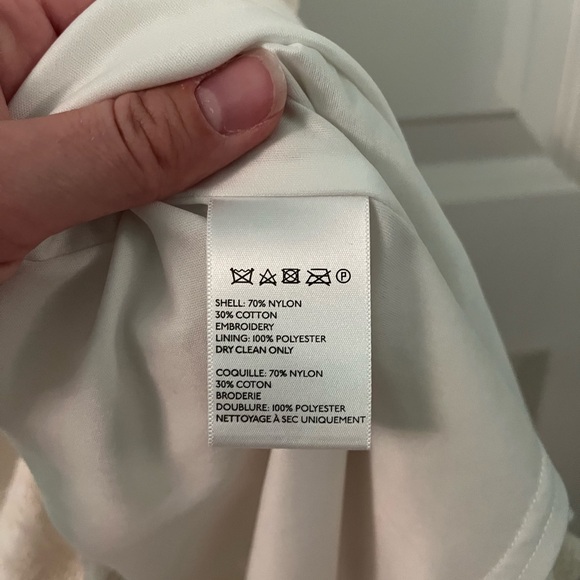 P
SHELL: 70% NYLON
30% COTTON
EMBROIDERY
LINING: 100% POLYESTER
DRY CLEAN ONLY
COQUILLE: 70% NYLON
30% COTON
BRODERIE
DOUBLURE: 100% POLYESTER
NETTOYAGE À SEC UNIQUEMENT